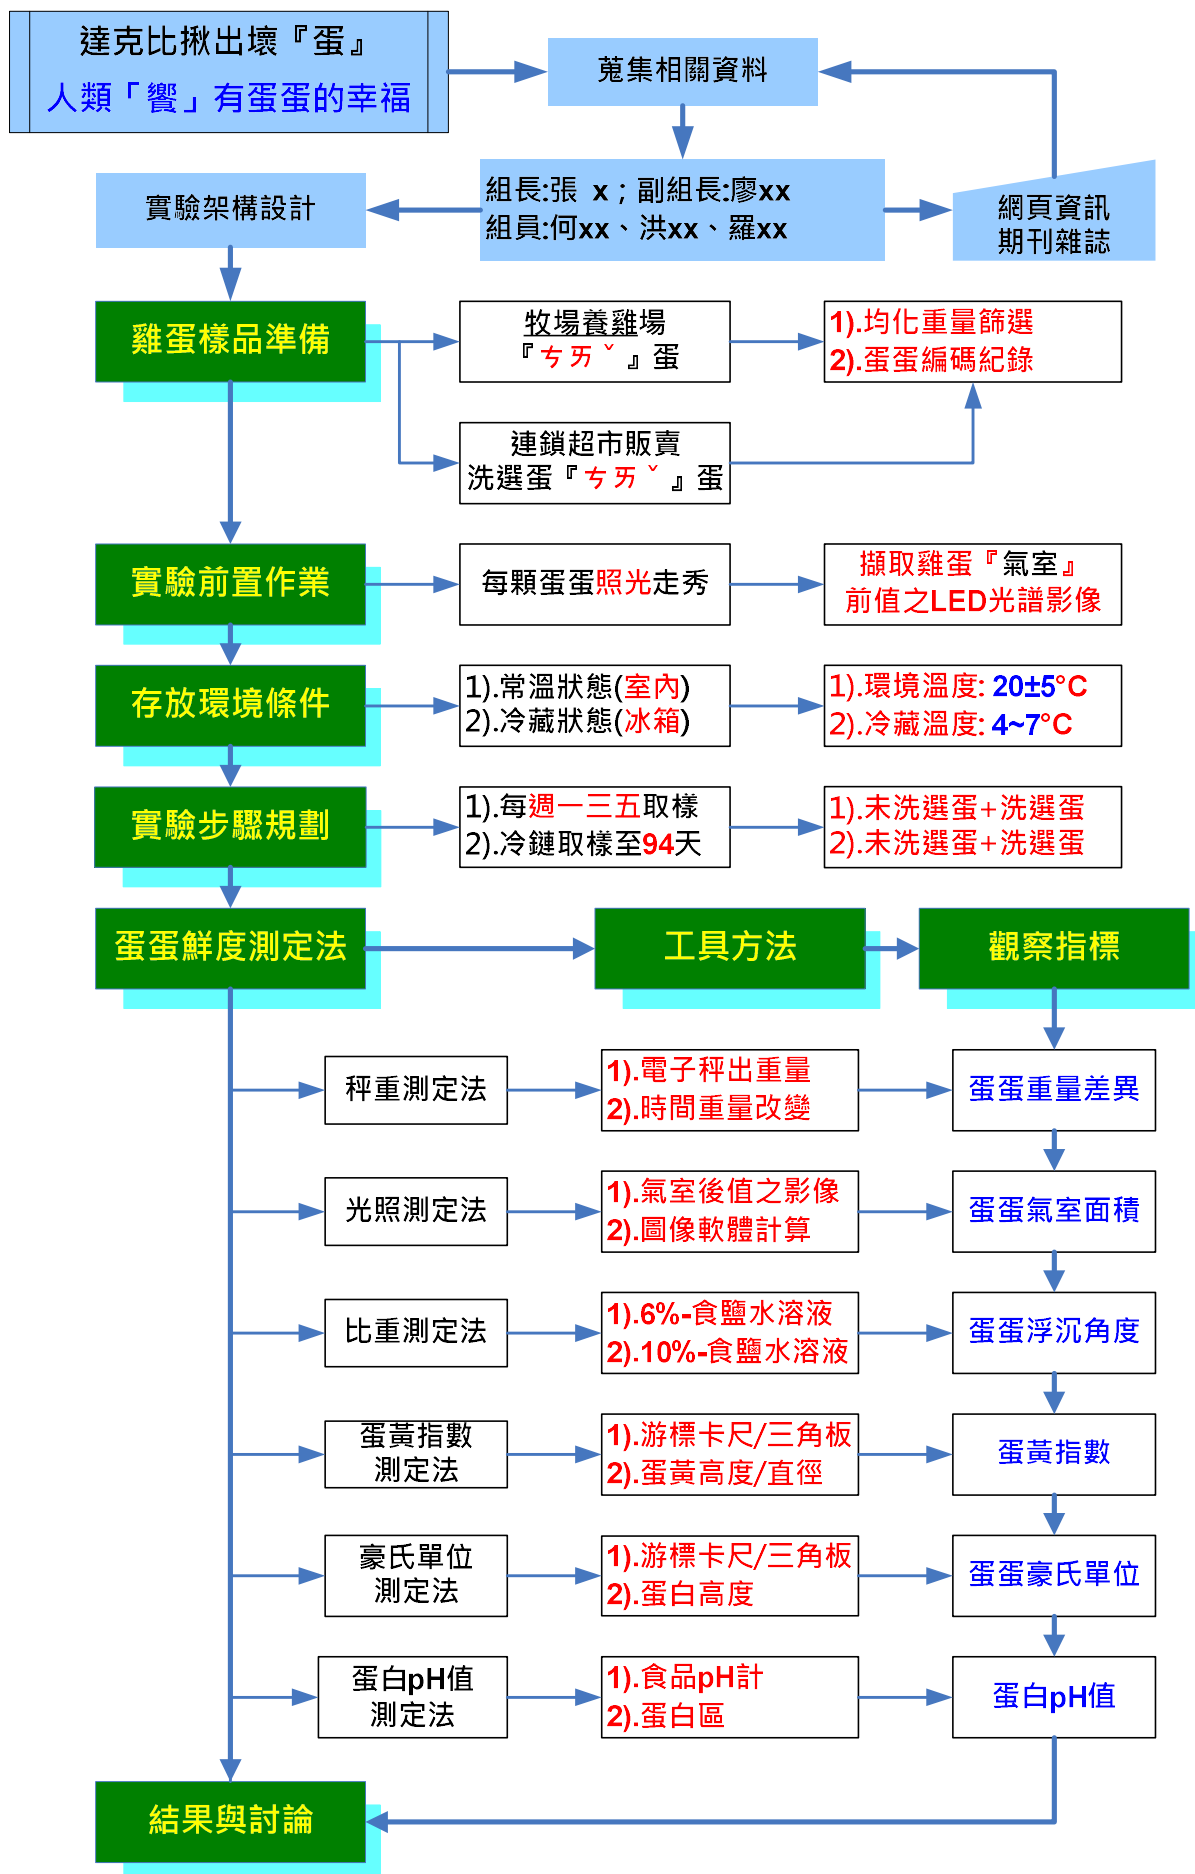 達克比揪出壞『蛋』
人類「饗」有蛋蛋的幸福
蒐集相關資料
組長:張 x；副組長:廖xx
組員:何xx、洪xx、羅xx
網頁資訊
期刊雜誌
實驗架構設計
雞蛋樣品準備
牧場養雞場
『ㄘㄞˇ』蛋
1).均化重量篩選
2).蛋蛋編碼紀錄
連鎖超市販賣
洗選蛋『ㄘㄞˇ』蛋
實驗前置作業
每顆蛋蛋照光走秀
擷取雞蛋『氣室』
前值之LED光譜影像
存放環境條件
1).常溫狀態(室內)
2).冷藏狀態(冰箱)
1).環境溫度: 20±5°C
2).冷藏溫度: 4~7°C
實驗步驟規劃
1).每週一三五取樣
2).冷鏈取樣至94天
1).未洗選蛋+洗選蛋
2).未洗選蛋+洗選蛋
蛋蛋鮮度測定法
工具方法
觀察指標
秤重測定法
1).電子秤出重量
2).時間重量改變
蛋蛋重量差異
光照測定法
1).氣室後值之影像
2).圖像軟體計算
蛋蛋氣室面積
比重測定法
1).6%-食鹽水溶液
2).10%-食鹽水溶液
蛋蛋浮沉角度
蛋黃指數
測定法
1).游標卡尺/三角板
2).蛋黃高度/直徑
蛋黃指數
豪氏單位
測定法
1).游標卡尺/三角板
2).蛋白高度
蛋蛋豪氏單位
蛋白pH值
測定法
1).食品pH計
2).蛋白區
蛋白pH值
結果與討論